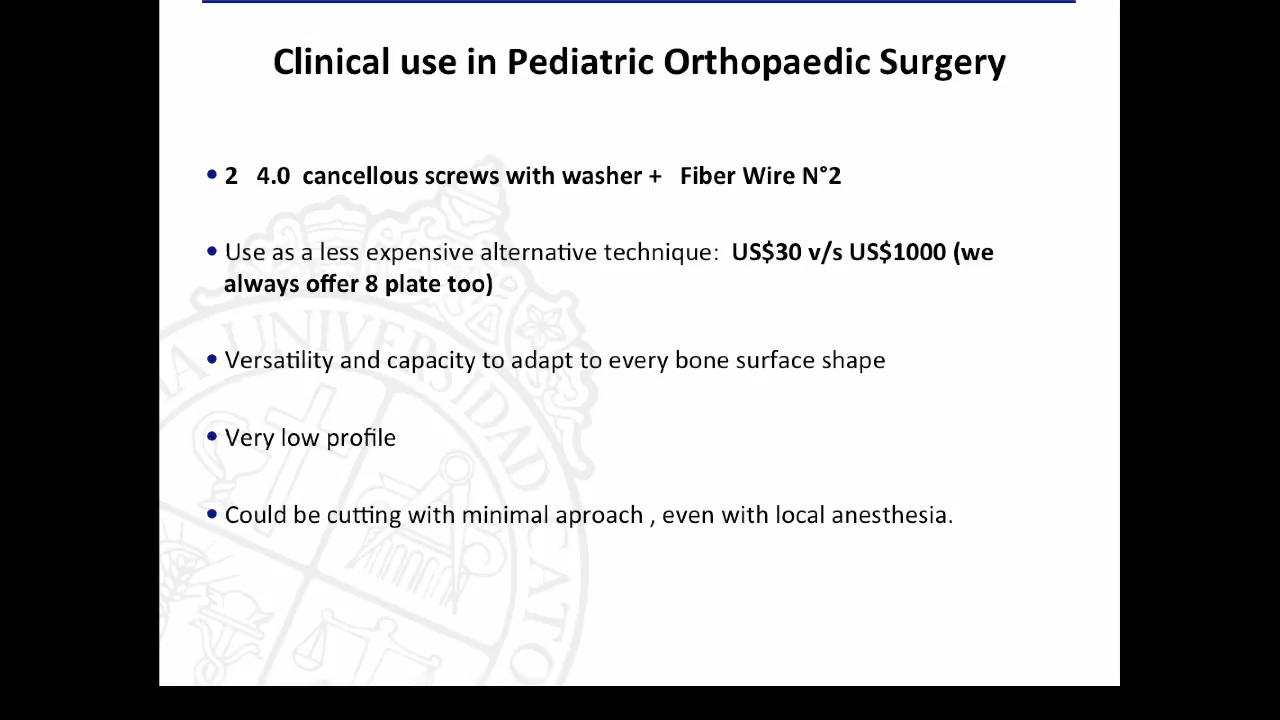 Clinical use in Pediatric Orthopaedic Surgery
• 2 4.0 cancellous screws with washer + Fiber Wire N°2
• Use as a less expensive alternative technique: US$30 v/s US$1000 (we
always offer 8 plate too)
• Versatility and capacity to adapt to every bone surface shape
• Very low profile
• Could be cutting with minimal aproach , even with local anesthesia.
UNIVERSIDAD CATO